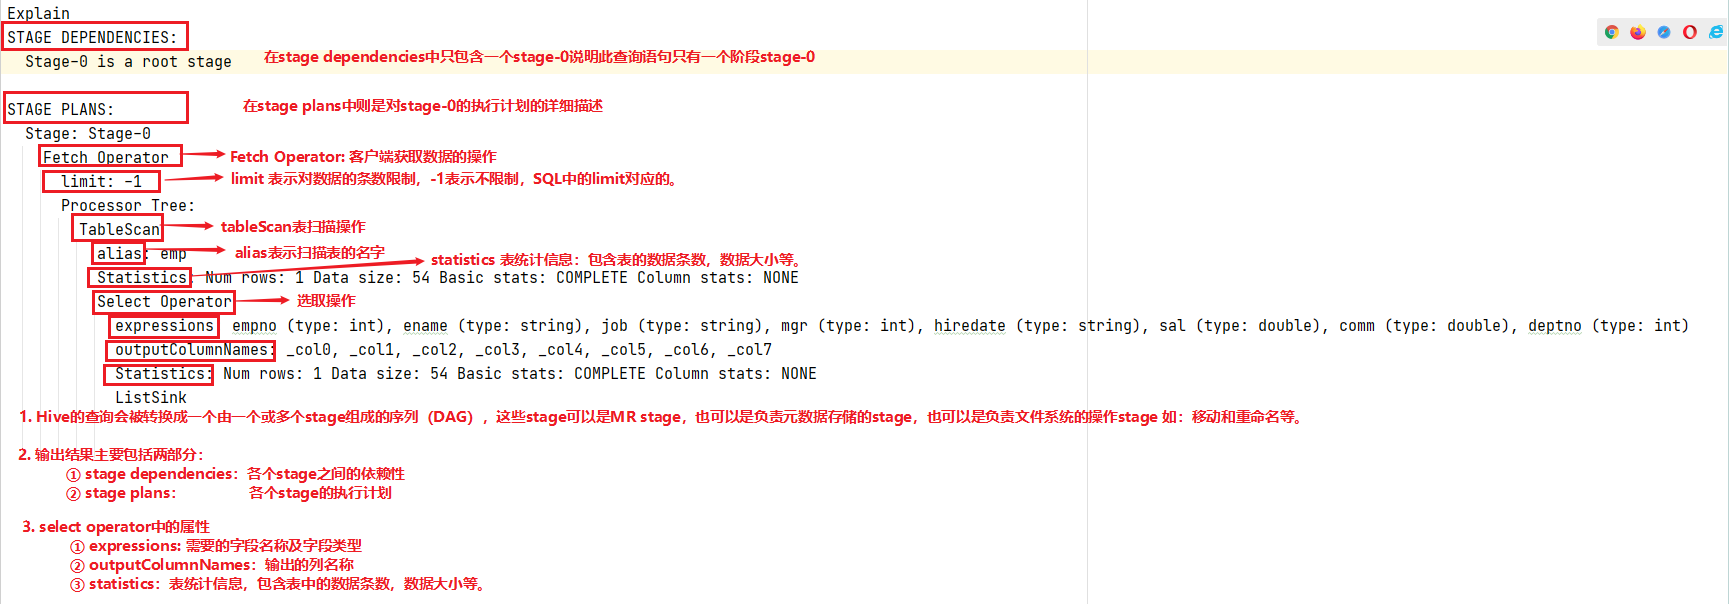 Explain
STAGE DEPENDENCIES:
Stage-0 is a root stage
在stage dependencies中只包含一个stage-0说明此查询语句只有一个阶段stage-0
STAGE PLANS:
在stage plans中则是对stage-0的执行计划的详细描述
Stage: Stage-0
Fetch Operator
Fetch Operator: 客户端获取数据的操作
limit: -1
limit 表示对数据的条数限制，-1表示不限制，SQL中的limit对应的。
Processor Tree:
TableScan
tableScan表扫描操作
alias: emp
alias表示扫描表的名字
statistics 表统计信息：包含表的数据条数，数据大小等。
Statistics: Num rows: 1 Data size: 54 Basic stats: COMPLETE Column stats: NONE
Select Operator
选取操作
expressions empno (type: int), ename (type: string), job (type: string), mgr (type: int), hiredate (type: string), sal (type: double), comm (type: double), deptno (type: int)
outputColumnNames: _col0, _col1, _col2, _col3, _col4, _col5, _col6, _col7
Statistics: Num rows: 1 Data size: 54 Basic stats: COMPLETE Column stats: NONE
ListSink
1. Hive的查询会被转换成一个由一个或多个stage组成的序列（DAG），这些stage可以是MR stage，也可以是负责元数据存储的stage，也可以是负责文件系统的操作stage 如：移动和重命名等。
2. 输出结果主要包括两部分：
① stage dependencies：各个stage之间的依赖性
② stage plans： 各个stage的执行计划
3. select operator中的属性
① expressions: 需要的字段名称及字段类型
② outputColumnNames：输出的列名称
③ statistics：表统计信息，包含表中的数据条数，数据大小等。